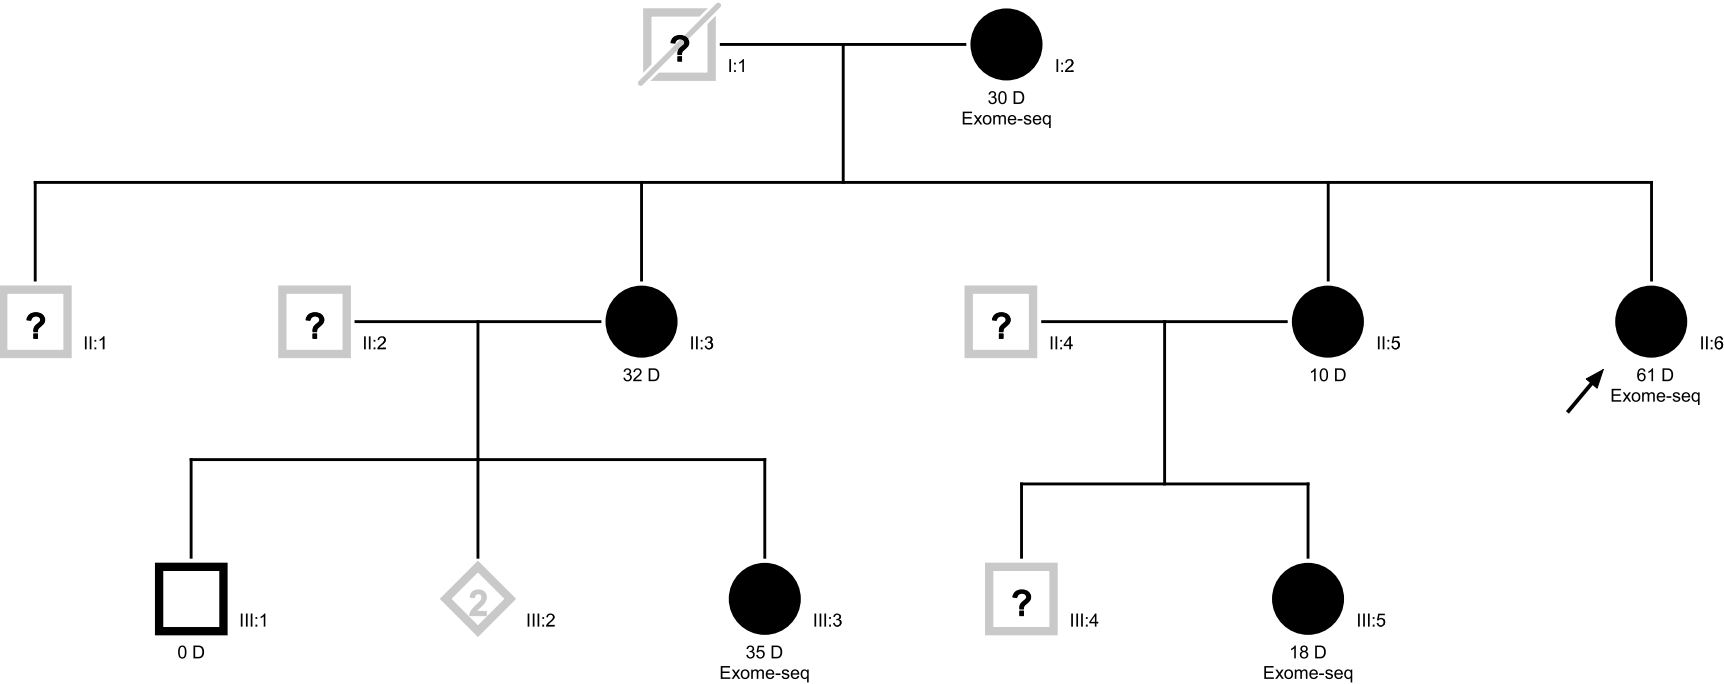 ?
I:1
I:2
30 D
Exome-seq
?
II:1
?
II:2
II:3
32 D
?
II:4
II:5
10 D
II:6
61 D
Exome-seq
III:1
0 D
2
III:2
III:3
35 D
Exome-seq
?
III:4
III:5
18 D
Exome-seq